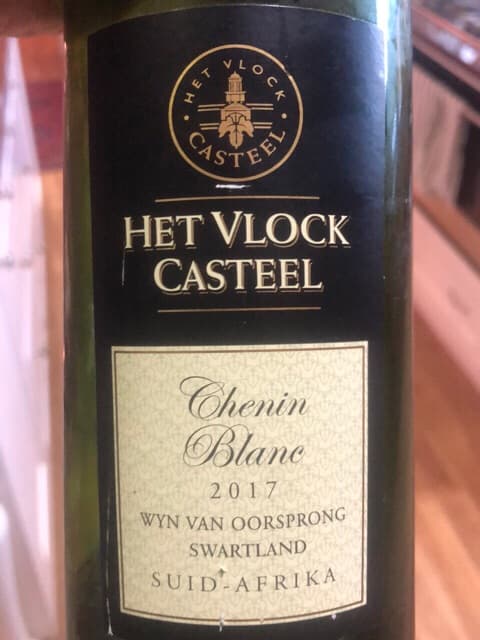 HET VLOCK
CASTEEL
HET VLOCK
CASTEEL
Chenin
Blanc
2017
WYN VAN OORSPRONG
SWARTLAND
SUID-AFRIKA